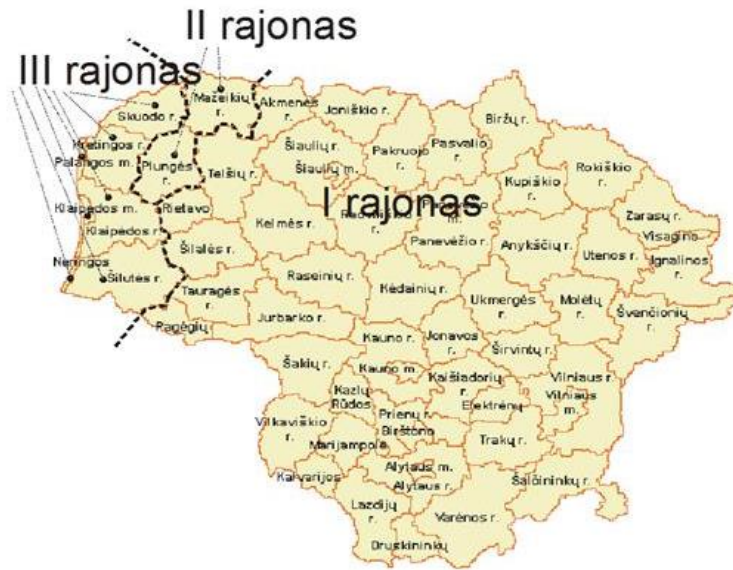 II rajonas
III rajonas
Mažeikių
r.
Skuodo r.
Akmenės
r.
Joniškio r.
Biržų r.
Kretingos r.
Palangos m.
Plungės
r.
Telšių r.
Šiaulių r.
Šiaulių m.
Pakruojo
r.
Pasvalio
r.
Rokiškio
r.
Kupiškio
r.
I rajonas
Klaipėdos m.
Klaipėdos r.
Rietavo
Kelmės r.
Panevėžio r.
Anykščių r.
Zarasų r.
Visagino
Utenos r.
Ignalinos r.
Neringos
Šilutės r.
Šilalės r.
Raseinių r.
Kėdainių r.
Ukmergės
r.
Molėtų
r.
Švenčionių
r.
Tauragės
r.
Pagėgių
Jurbarko r.
Kauno r.
Jonavos
r.
Širvintų r.
Šakių r.
Kauno m.
Kaišiadorių
r.
Vilniaus r.
Vilniaus
m.
Kazlų
Rūdos
Prienų r.
Birštono
Elektrėnų
Vilkaviškio
r.
Marijampolė
Trakų r.
Kalvarijos
Alytaus m.
Alytaus r.
Šalčininkų r.
Lazdijų
r.
Varėnos r.
Druskininkų